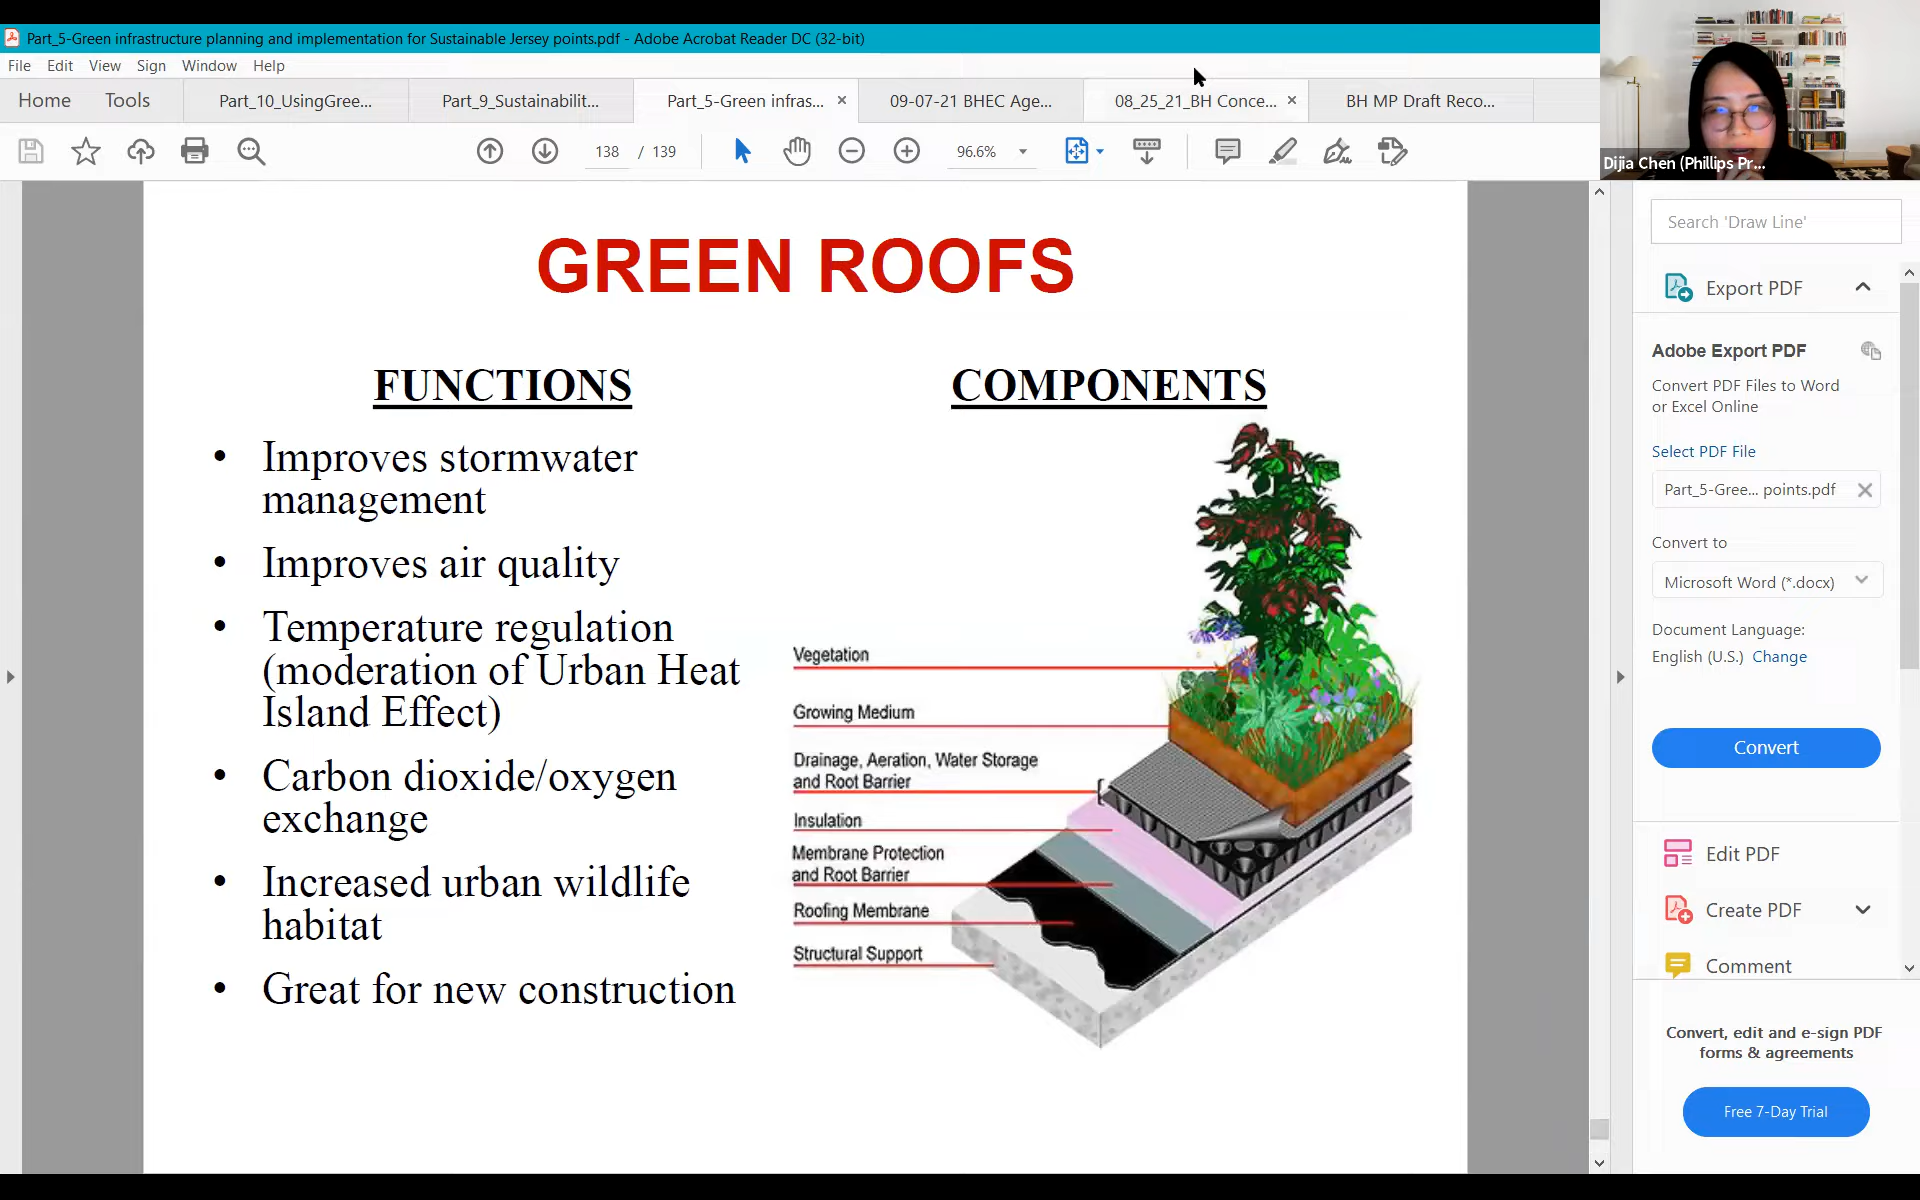 Part_5-Green infrastructure planning and implementation for Sustainable Jersey points.pdf - Adobe Acrobat Reader DC (32-bit)
File Edit View Sign Window Help
Home Tools Part_10_UsingGree... Part_9_Sustainabilit... Part_5-Green infras... 09-07-21 BHEC Age... 08_25_21_BH Conce... BH MP Draft Reco...
138 / 139 96.6%
Dijia Chen (Phillips Pr...
GREEN ROOFS
FUNCTIONS
• Improves stormwater
management
• Improves air quality
• Temperature regulation
(moderation of Urban Heat
Island Effect)
• Carbon dioxide/oxygen
exchange
• Increased urban wildlife
habitat
• Great for new construction
COMPONENTS
Vegetation
Growing Medium
Drainage, Aeration, Water Storage
and Root Barrier
Insulation
Membrane Protection
and Root Barrier
Roofing Membrane
Structural Support
Search 'Draw Line'
Export PDF
Adobe Export PDF
Convert PDF Files to Word
or Excel Online
Select PDF File
Part_5-Gree... points.pdf
Convert to
Microsoft Word (*.docx)
Document Language:
English (U.S.) Change
Convert
Edit PDF
Create PDF
Comment
Convert, edit and e-sign PDF
forms & agreements
Free 7-Day Trial